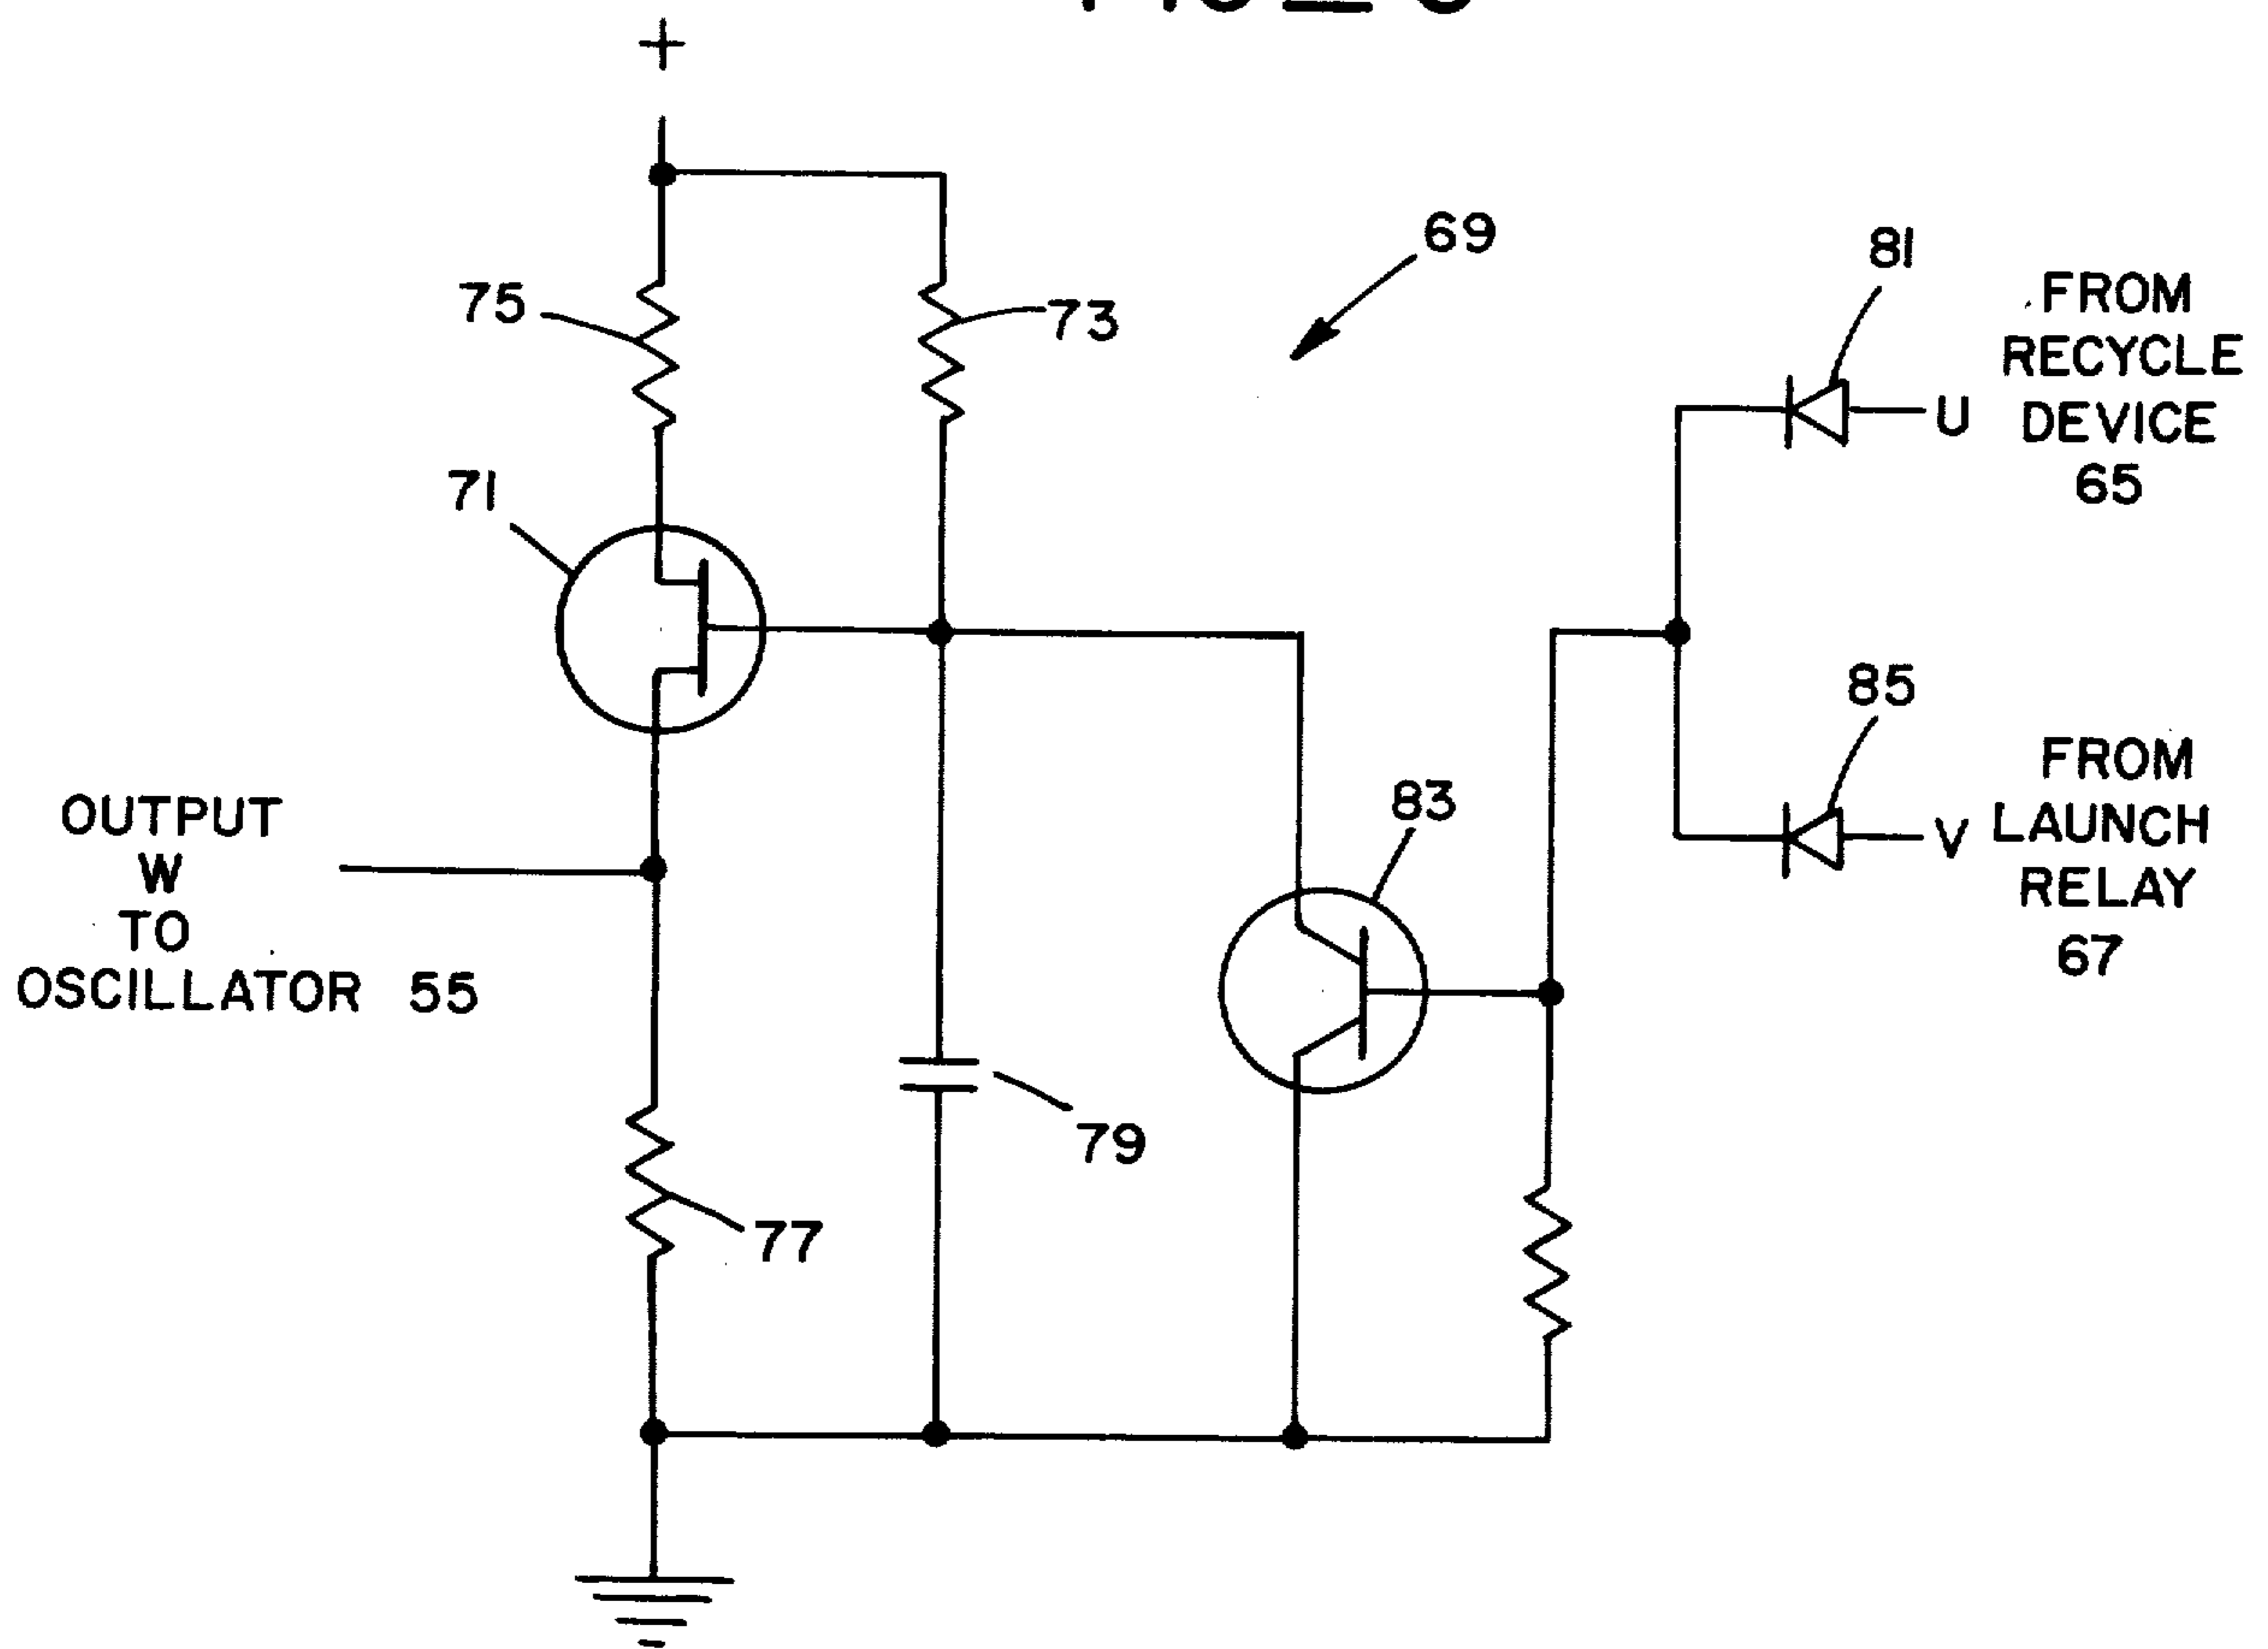 +
69
81
FROM
RECYCLE
DEVICE
65
U
75
73
71
85
FROM
LAUNCH
RELAY
67
V
83
OUTPUT
W
TO
OSCILLATOR 55
79
77